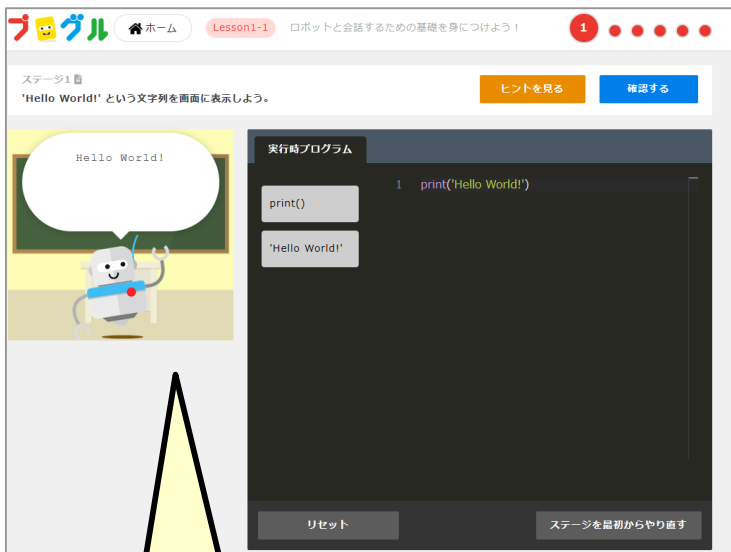 プログル
ホーム
Lesson1-1
ロボットと会話するための基礎を身につけよう！
1
ステージ1
'Hello World!' という文字列を画面に表示しよう。
ヒントを見る
確認する
Hello World!
実行時プログラム
print()
'Hello World!'
1 print('Hello World!')
リセット
ステージを最初からやり直す